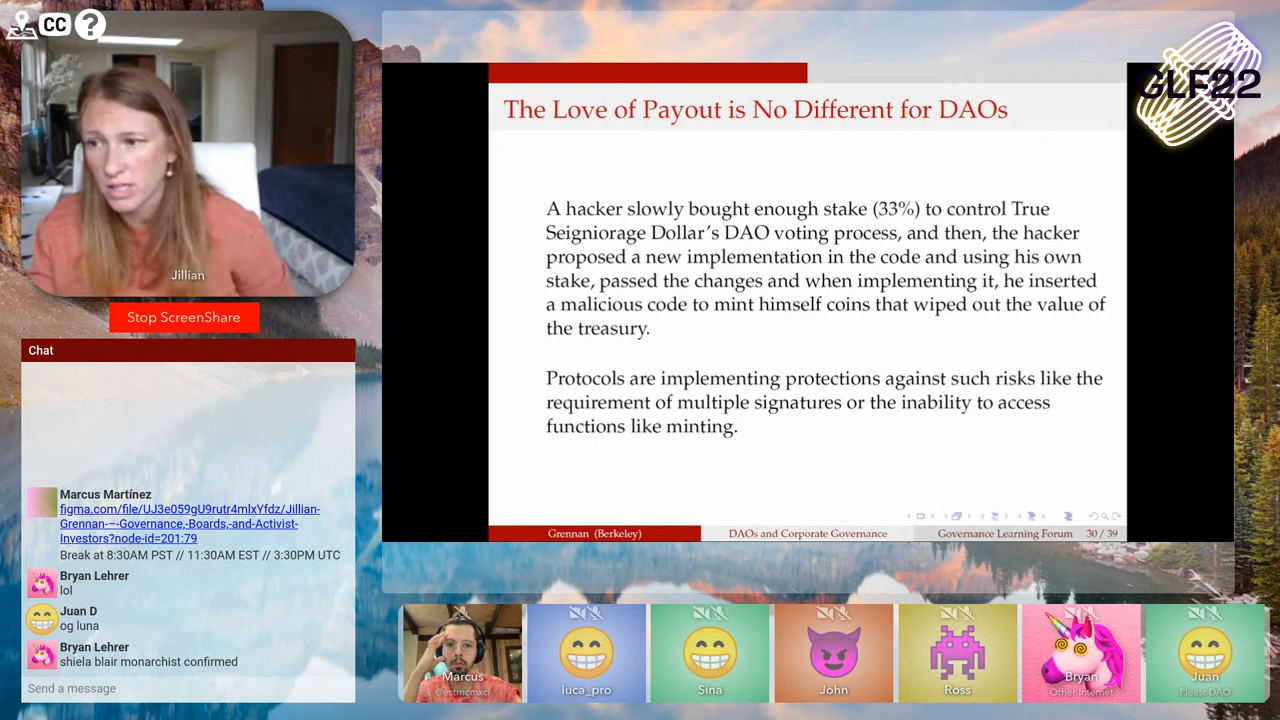 CC
?
Jillian
Stop ScreenShare
Chat
Marcus Martínez
figma.com/file/UJ3e059gU9rutr4mlxYfdz/Jillian-
Grennan-–-Governance,-Boards,-and-Activist-
Investors?node-id=201:79
Break at 8:30AM PST // 11:30AM EST // 3:30PM UTC
Bryan Lehrer
lol
Juan D
og luna
Bryan Lehrer
shiela blair monarchist confirmed
Send a message
GLF22
The Love of Payout is No Different for DAOs
A hacker slowly bought enough stake (33%) to control True
Seigniorage Dollar's DAO voting process, and then, the hacker
proposed a new implementation in the code and using his own
stake, passed the changes and when implementing it, he inserted
a malicious code to mint himself coins that wiped out the value of
the treasury.
Protocols are implementing protections against such risks like the
requirement of multiple signatures or the inability to access
functions like minting.
Grennan (Berkeley) DAOs and Corporate Governance Governance Learning Forum 30 / 39
Marcus
@estmcmxci
luca_pro
Sina
John
Ross
Bryan
Other Internet
Juan
Please DAO